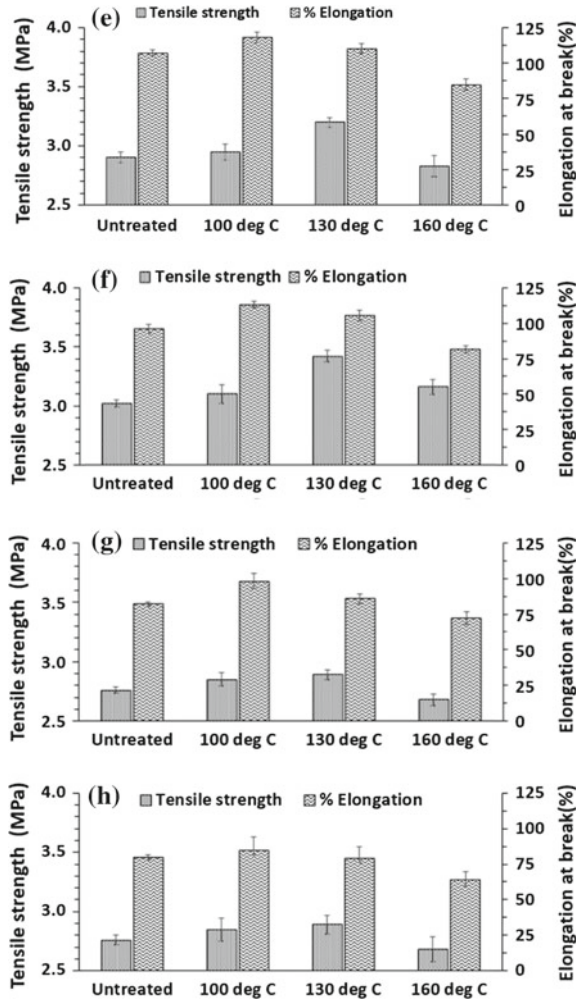 (e)
Tensile strength % Elongation
Tensile strength (MPa)
4.0
3.5
3.0
2.5
Elongation at break(%)
125
100
75
50
25
0
Untreated 100 deg C 130 deg C 160 deg C
(f)
Tensile strength % Elongation
Tensile strength (MPa)
4.0
3.5
3.0
2.5
Elongation at break(%)
125
100
75
50
25
0
Untreated 100 deg C 130 deg C 160 deg C
(g)
Tensile strength % Elongation
Tensile strength (MPa)
4.0
3.5
3.0
2.5
Elongation at break(%)
125
100
75
50
25
0
Untreated 100 deg C 130 deg C 160 deg C
(h)
Tensile strength % Elongation
Tensile strength (MPa)
4.0
3.5
3.0
2.5
Elongation at break(%)
125
100
75
50
25
0
Untreated 100 deg C 130 deg C 160 deg C